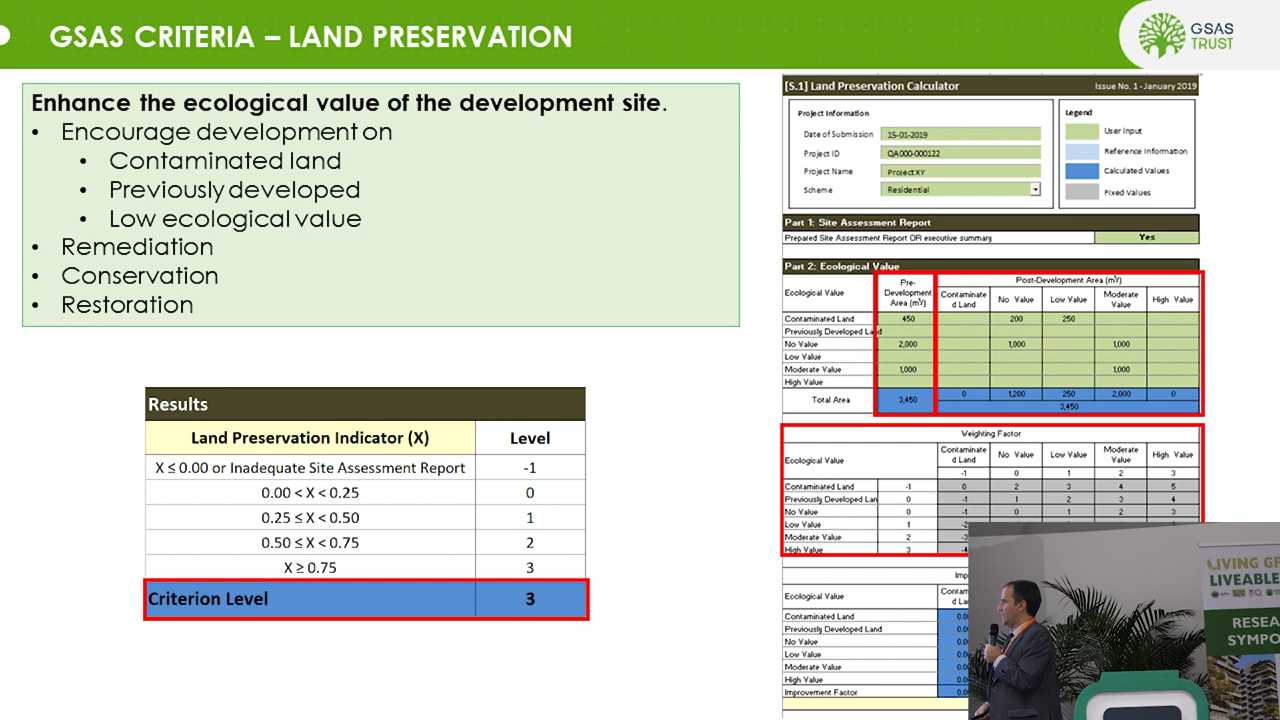 GSAS CRITERIA – LAND PRESERVATION
GSAS
TRUST
Enhance the ecological value of the development site.
• Encourage development on
• Contaminated land
• Previously developed
• Low ecological value
• Remediation
• Conservation
• Restoration
Results
Land Preservation Indicator (X) Level
X ≤ 0.00 or Inadequate Site Assessment Report -1
0.00 < X < 0.25 0
0.25 ≤ X < 0.50 1
0.50 ≤ X < 0.75 2
X ≥ 0.75 3
Criterion Level 3
[S.1] Land Preservation Calculator Issue No. 1 - January 2019
Project Information
Date of Submission 15-01-2019
Project ID QA000-000122
Project Name Project XY
Scheme Residential
Legend
User Input
Reference Information
Calculated Values
Fixed Values
Part 1: Site Assessment Report
Prepared Site Assessment Report OR executive summary Yes
Part 2: Ecological Value
Ecological Value
Pre-
Development
Area (m²)
Post-Development Area (m²)
Contaminate
d Land
No Value
Low Value
Moderate
Value
High Value
Contaminated Land 450 200 250
Previously Developed Land
No Value 2,000 1,000 1,000
Low Value
Moderate Value 1,000 1,000
High Value
Total Area 3,450 0 1,200 250 2,000 0
3,450
Weighting Factor
Ecological Value
Contaminate
d Land
No Value
Low Value
Moderate
Value
High Value
-1 0 1 2 3
Contaminated Land -1 0 2 3 4 5
Previously Developed Lan 0 -1 1 2 3 4
No Value 0 -1 0 1 2 3
Low Value 1
Moderate Value 2
High Value 3
Ecological Value
Contam
d La
Contaminated Land 0.0
Previously Developed Land 0.0
No Value 0.0
Low Value 0.0
Moderate Value 0.0
High Value 0.0
Improvement Factor 0.0
LIVING GR
LIVEABLE
RESEA
SYMPO